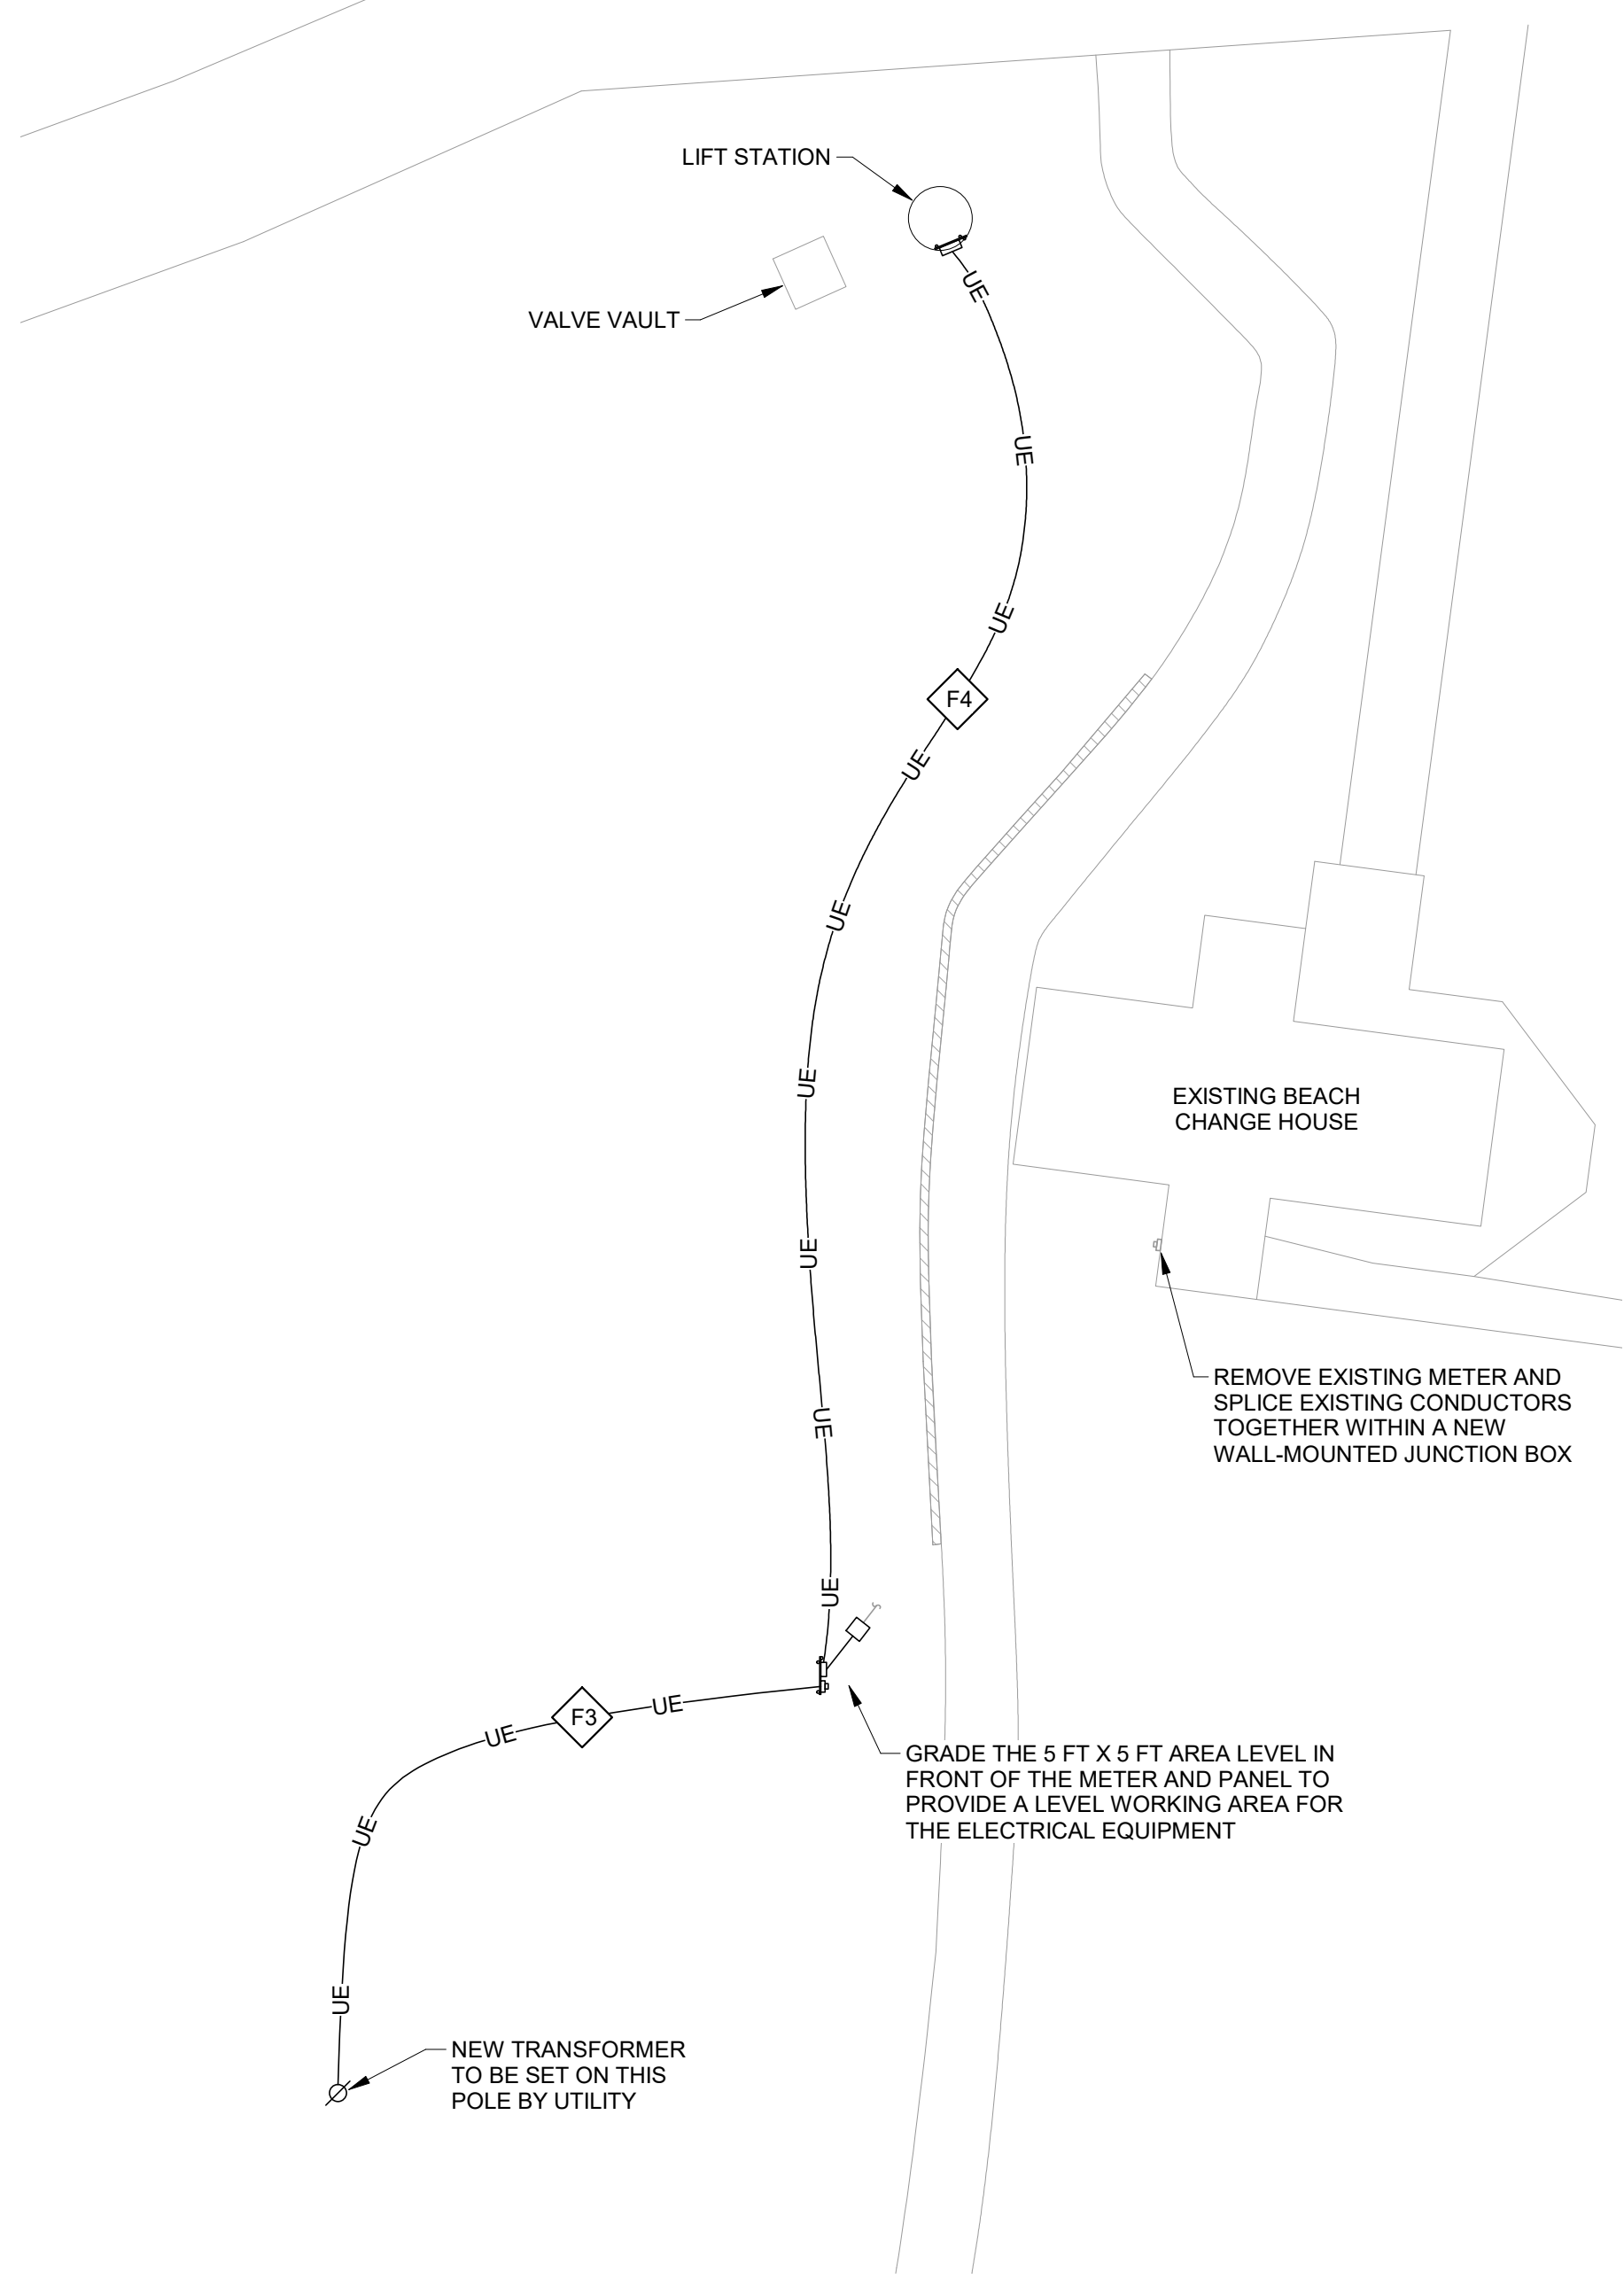 LIFT STATION
UE
VALVE VAULT
UE
UE
F4
UE
UE
UE
EXISTING BEACH
CHANGE HOUSE
UE
REMOVE EXISTING METER AND
SPLICE EXISTING CONDUCTORS
TOGETHER WITHIN A NEW
WALL-MOUNTED JUNCTION BOX
UE
UE
UE
F3
UE
GRADE THE 5 FT X 5 FT AREA LEVEL IN
FRONT OF THE METER AND PANEL TO
PROVIDE A LEVEL WORKING AREA FOR
THE ELECTRICAL EQUIPMENT
UE
UE
NEW TRANSFORMER
TO BE SET ON THIS
POLE BY UTILITY